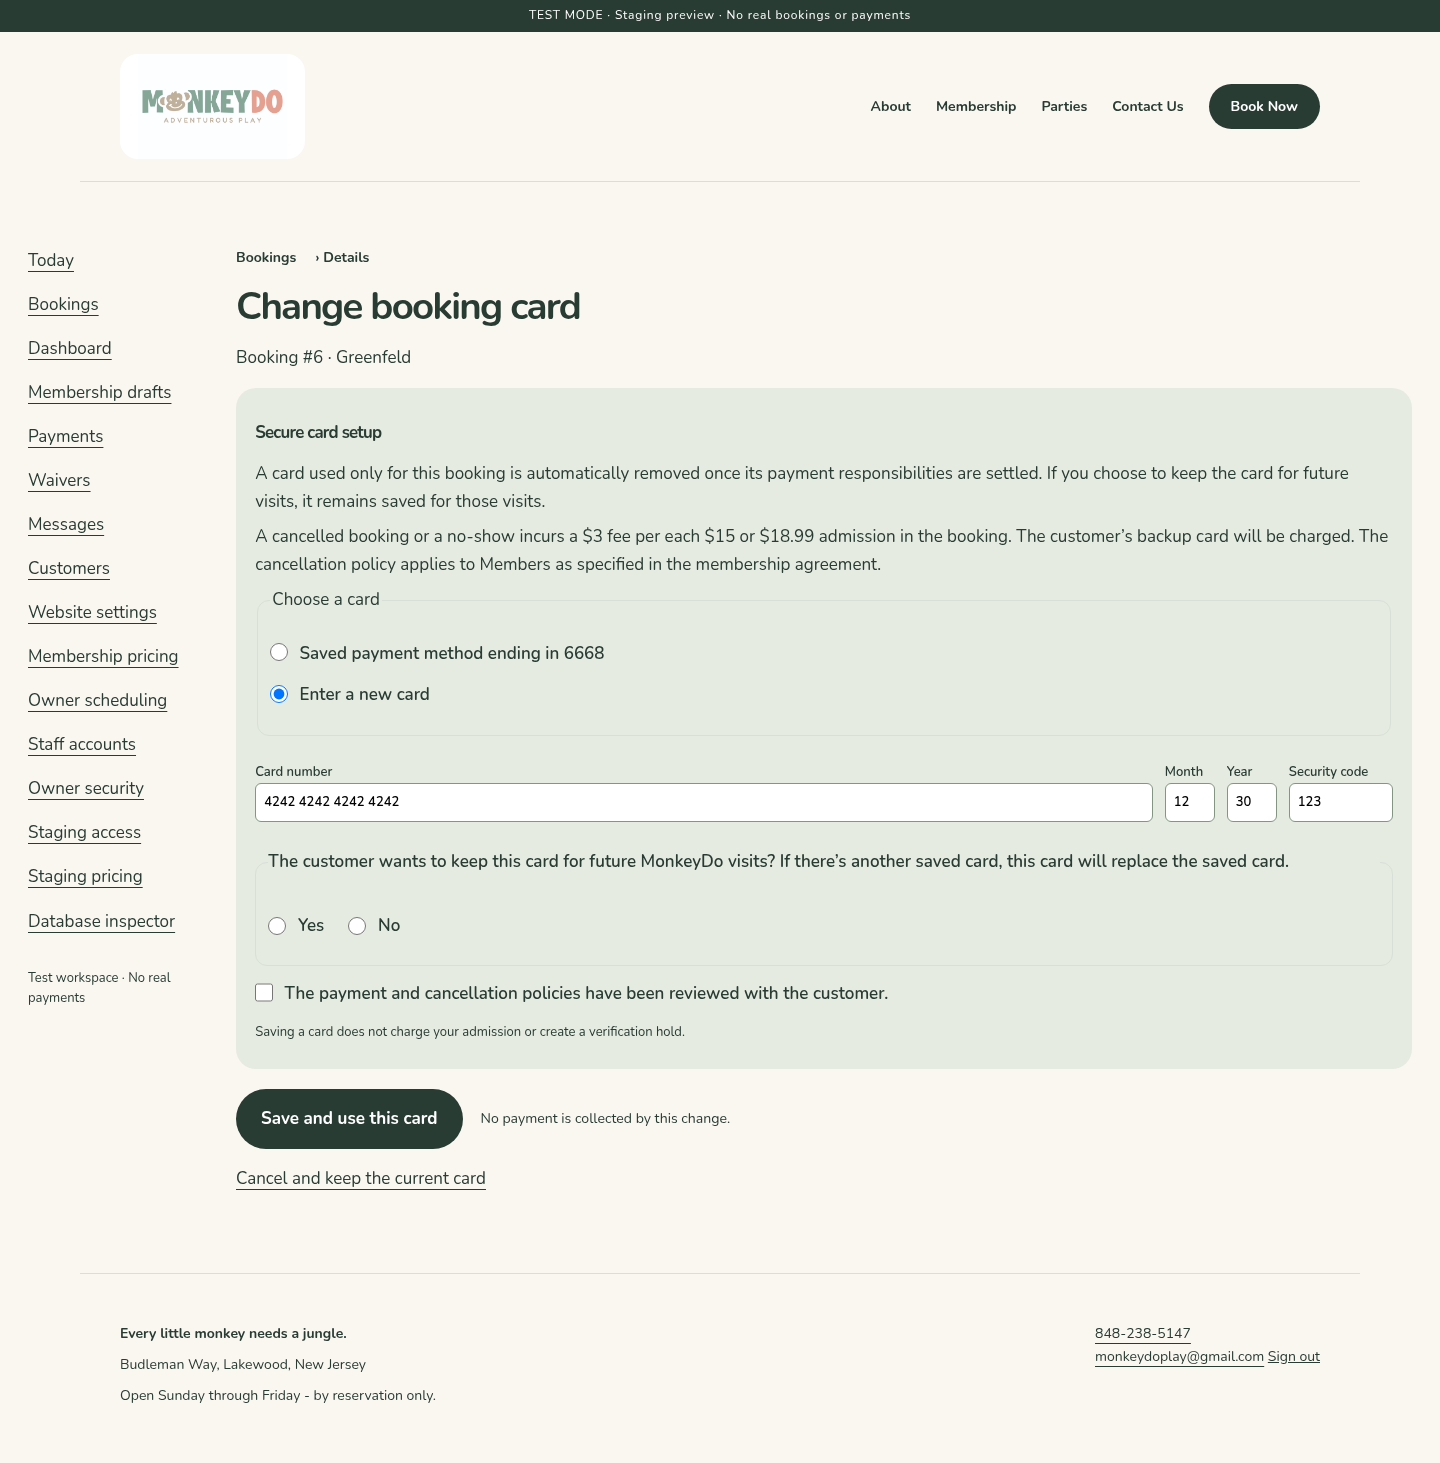 TEST MODE · Staging preview · No real bookings or payments
MONKEYDO
ADVENTUROUS PLAY
About Membership Parties Contact Us Book Now
Today
Bookings
Dashboard
Membership drafts
Payments
Waivers
Messages
Customers
Website settings
Membership pricing
Owner scheduling
Staff accounts
Owner security
Staging access
Staging pricing
Database inspector
Test workspace · No real
payments
Bookings › Details
Change booking card
Booking #6 · Greenfeld
Secure card setup
A card used only for this booking is automatically removed once its payment responsibilities are settled. If you choose to keep the card for future
visits, it remains saved for those visits.
A cancelled booking or a no-show incurs a $3 fee per each $15 or $18.99 admission in the booking. The customer’s backup card will be charged. The
cancellation policy applies to Members as specified in the membership agreement.
Choose a card
Saved payment method ending in 6668
Enter a new card
Card number Month Year Security code
4242 4242 4242 4242 12 30 123
The customer wants to keep this card for future MonkeyDo visits? If there’s another saved card, this card will replace the saved card.
Yes No
The payment and cancellation policies have been reviewed with the customer.
Saving a card does not charge your admission or create a verification hold.
Save and use this card No payment is collected by this change.
Cancel and keep the current card
Every little monkey needs a jungle.
Budleman Way, Lakewood, New Jersey
Open Sunday through Friday - by reservation only.
848-238-5147
monkeydoplay@gmail.com Sign out